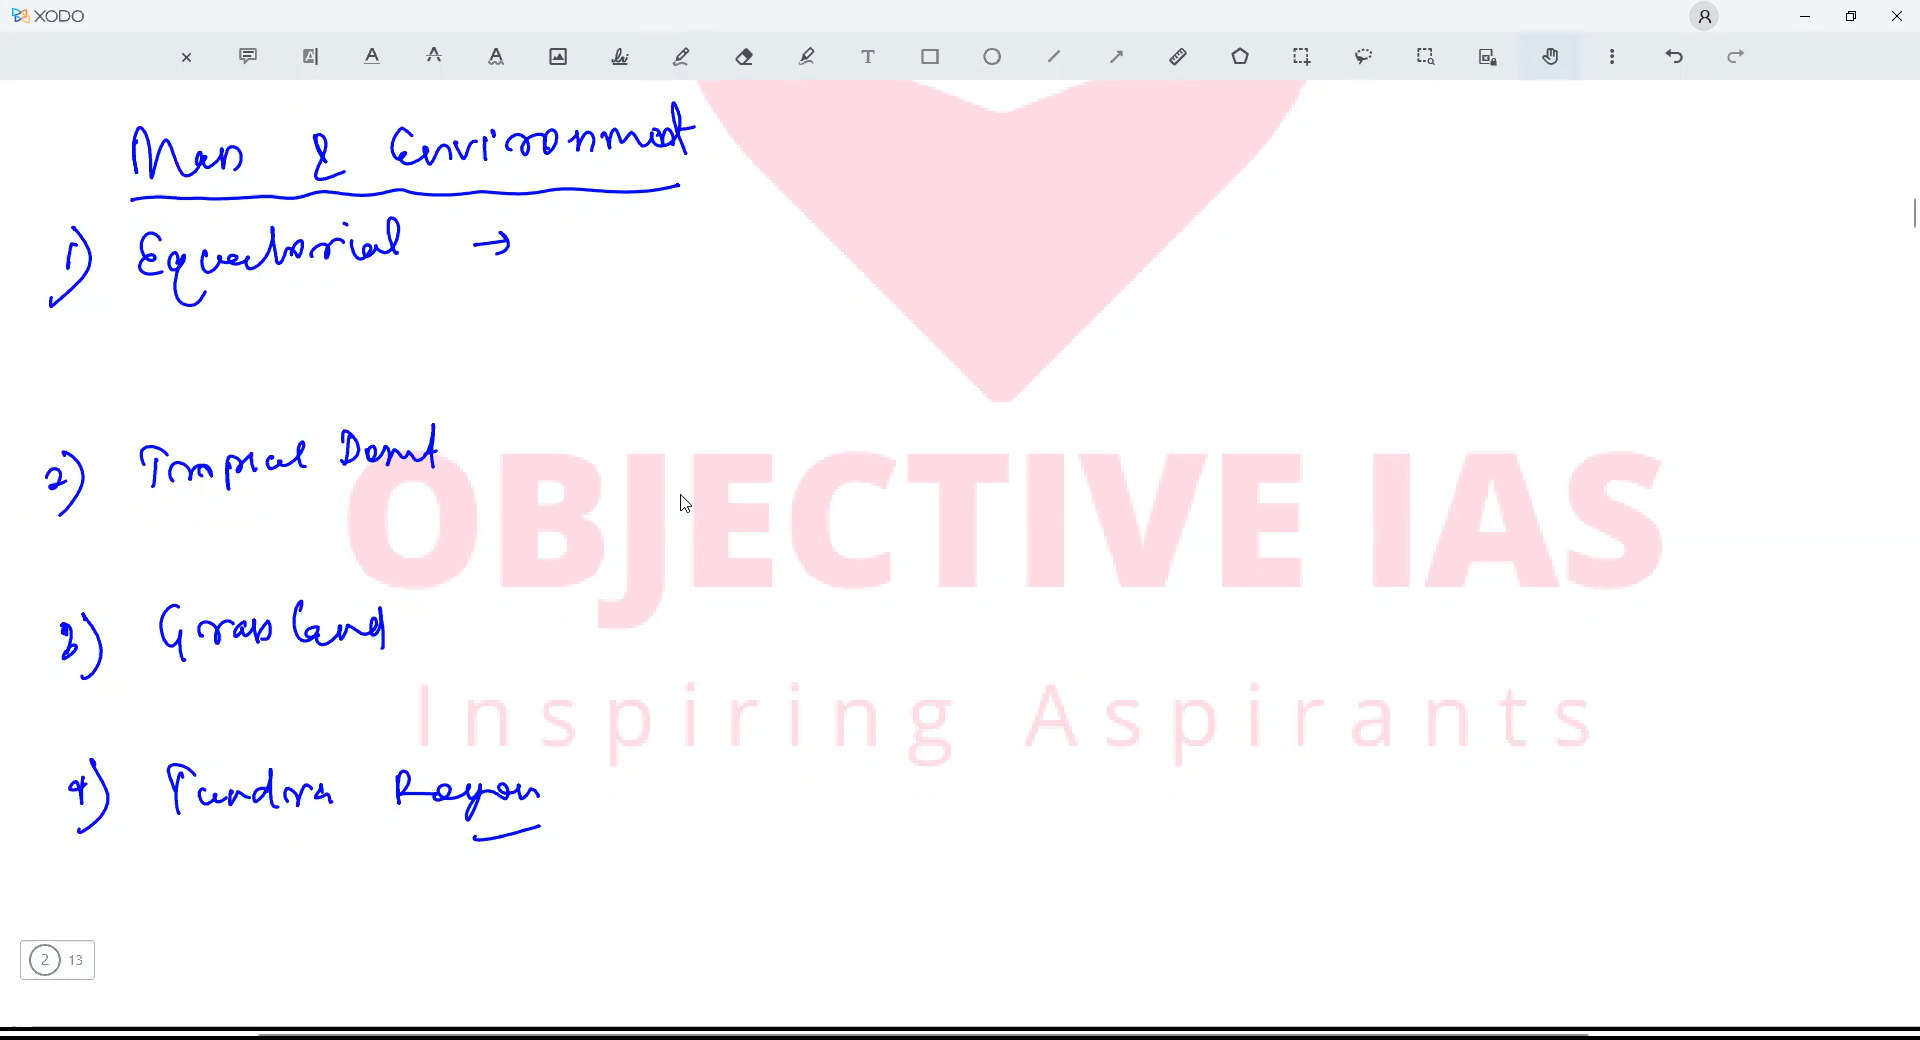 XODO
Man & Environment
1) Equatorial →
2) Tropical Desert
3) Grass land
4) Tundra Region
OBJECTIVE IAS
Inspiring Aspirants
2 13